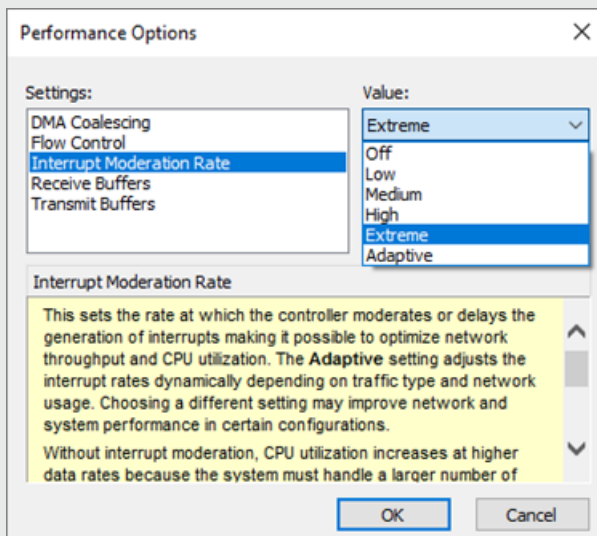 Performance Options
Settings:
Value:
DMA Coalescing
Flow Control
Interrupt Moderation Rate
Receive Buffers
Transmit Buffers
Extreme
Off
Low
Medium
High
Extreme
Adaptive
Interrupt Moderation Rate
This sets the rate at which the controller moderates or delays the
generation of interrupts making it possible to optimize network
throughput and CPU utilization. The Adaptive setting adjusts the
interrupt rates dynamically depending on traffic type and network
usage. Choosing a different setting may improve network and
system performance in certain configurations.
Without interrupt moderation, CPU utilization increases at higher
data rates because the system must handle a larger number of
OK
Cancel